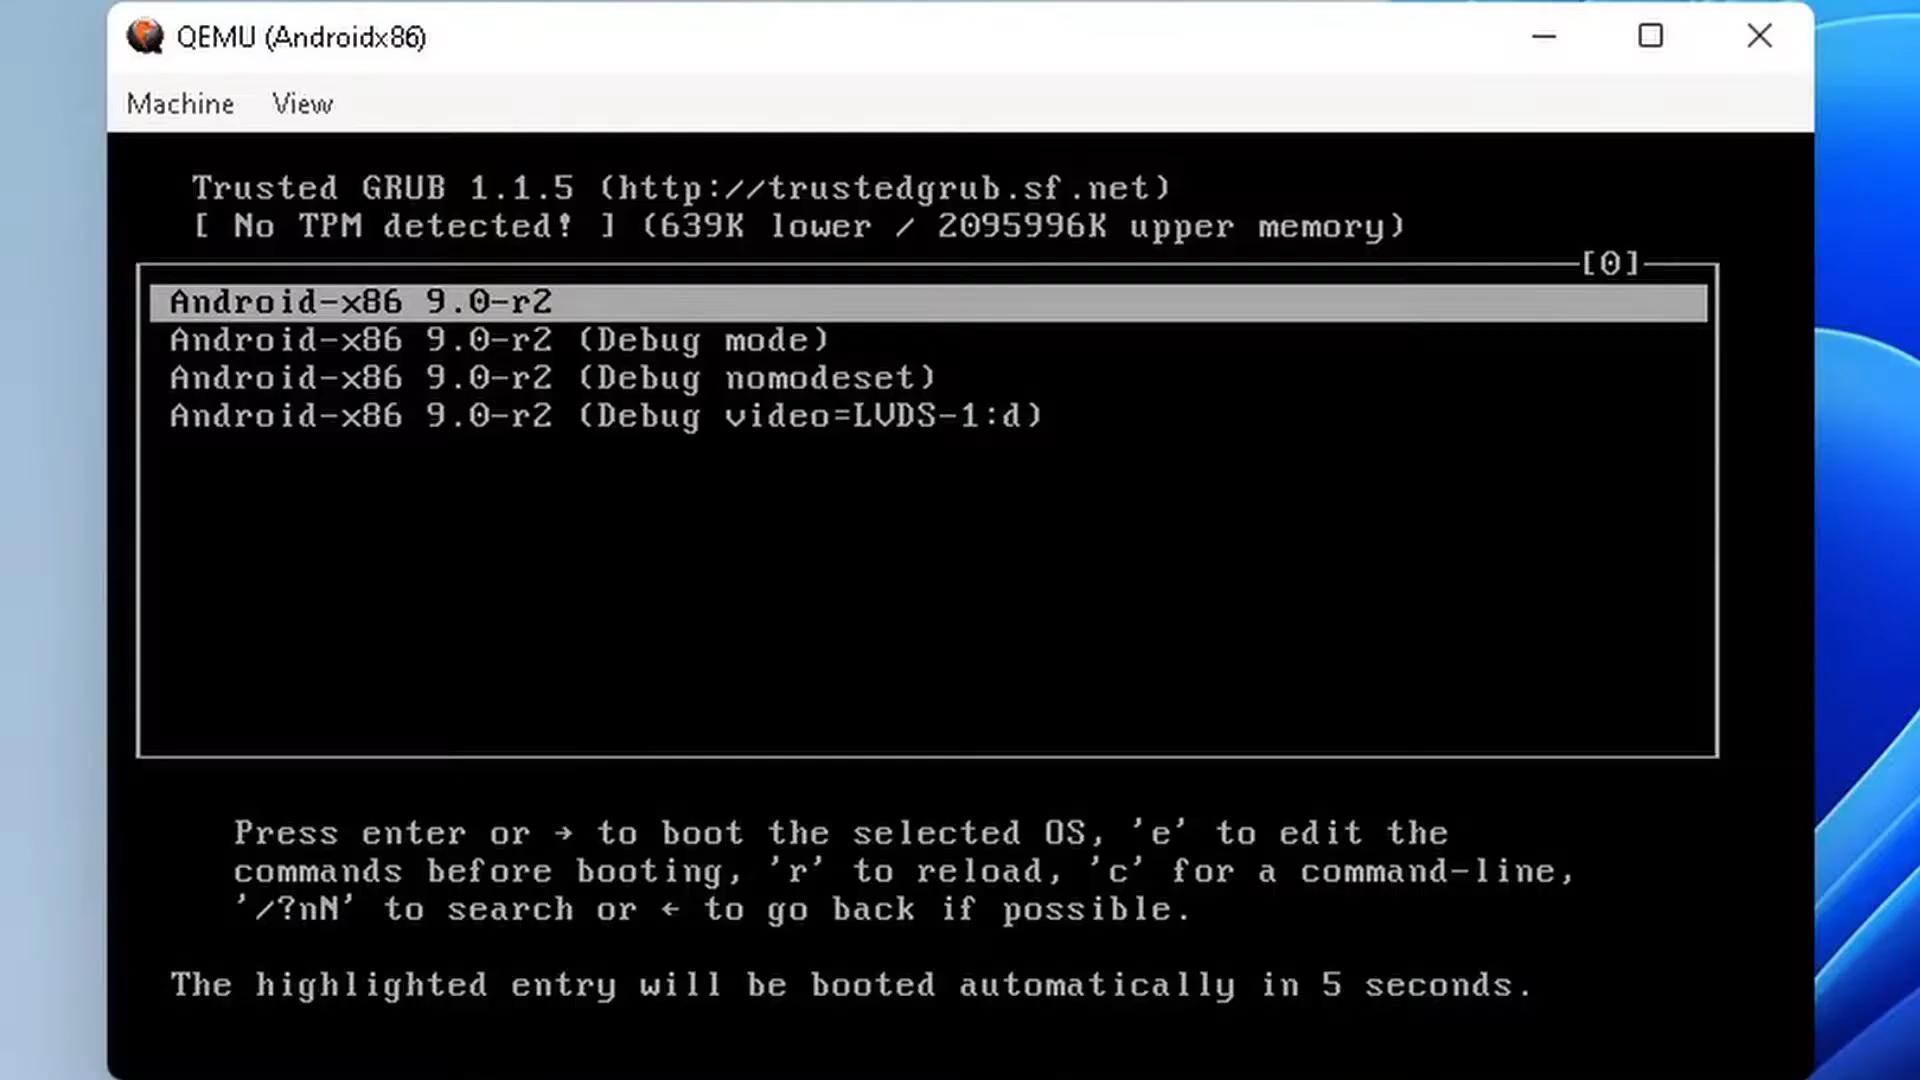 QEMU (Androidx86)
Machine View
Trusted GRUB 1.1.5 (http://trustedgrub.sf.net)
[ No TPM detected! ] (639K lower / 2095996K upper memory)
[0]
Android-x86 9.0-r2
Android-x86 9.0-r2 (Debug mode)
Android-x86 9.0-r2 (Debug nomodeset)
Android-x86 9.0-r2 (Debug video=LVDS-1:d)
Press enter or → to boot the selected OS, 'e' to edit the
commands before booting, 'r' to reload, 'c' for a command-line,
'/?nN' to search or ← to go back if possible.
The highlighted entry will be booted automatically in 5 seconds.